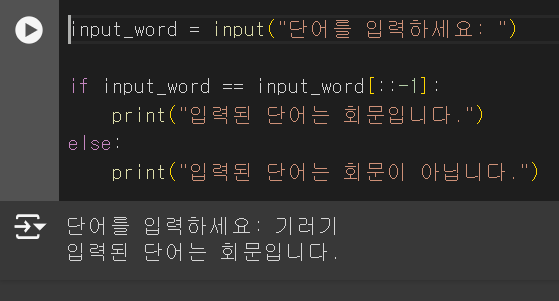 input_word = input("단어를 입력하세요: ")
if input_word == input_word[::-1]:
    print("입력된 단어는 회문입니다.")
else:
    print("입력된 단어는 회문이 아닙니다.")
단어를 입력하세요: 기러기
입력된 단어는 회문입니다.